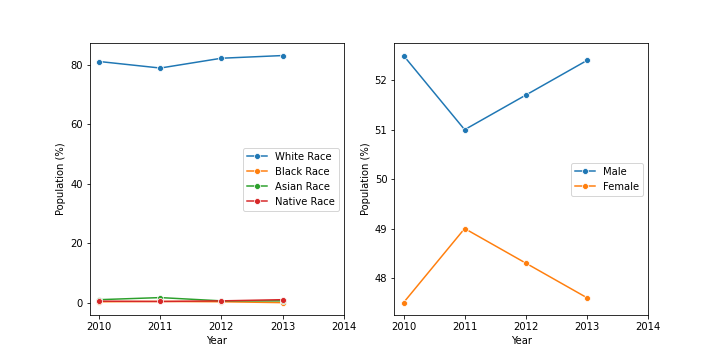 80
60
40
20
0
Population (%)
2010 2011 2012 2013 2014
Year
White Race
Black Race
Asian Race
Native Race
52
51
50
49
48
Population (%)
2010 2011 2012 2013 2014
Year
Male
Female